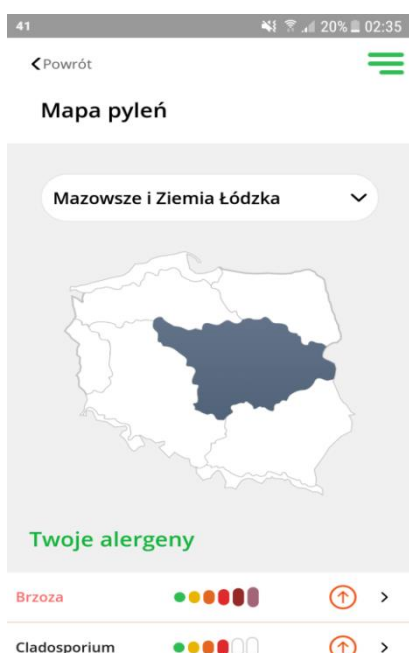 41 20% 02:35
Powrót
Mapa pyleń
Mazowsze i Ziemia Łódzka
Twoje alergeny
Brzoza
Cladosporium